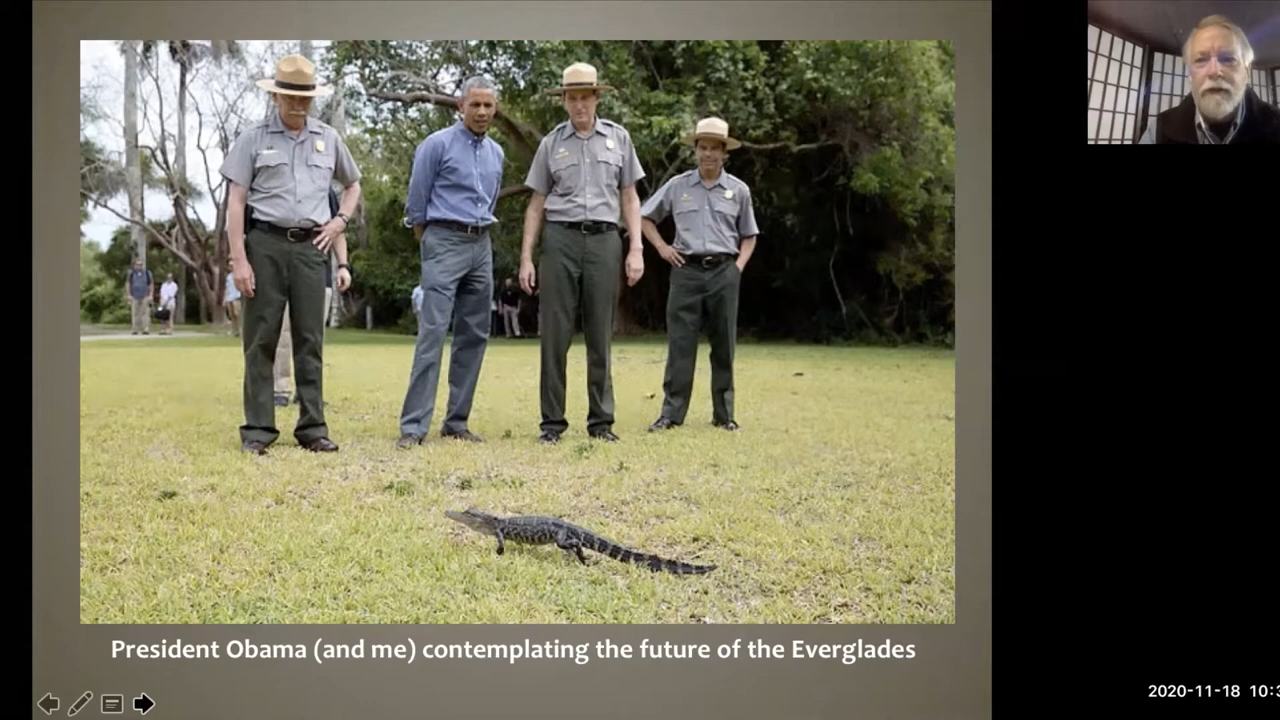 President Obama (and me) contemplating the future of the Everglades
2020-11-18 10:3